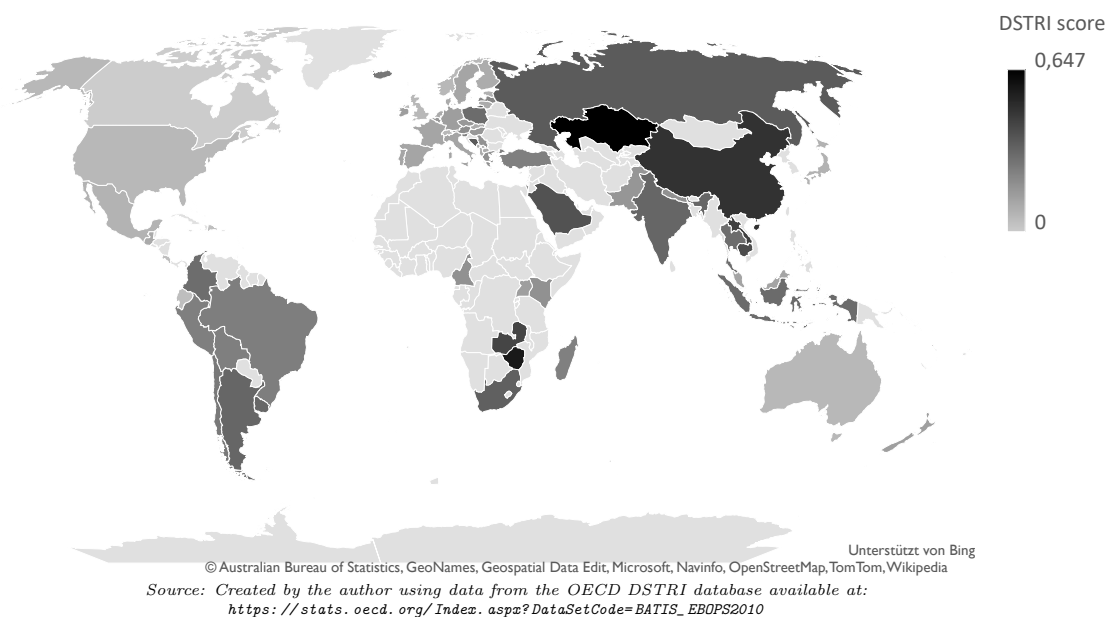 DSTRI score
0,647
0
Unterstützt von Bing
© Australian Bureau of Statistics, GeoNames, Geospatial Data Edit, Microsoft, Navinfo, OpenStreetMap, TomTom, Wikipedia
Source: Created by the author using data from the OECD DSTRI database available at:
https://stats.oecd.org/Index.aspx?DataSetCode=BATIS_EBOPS2010